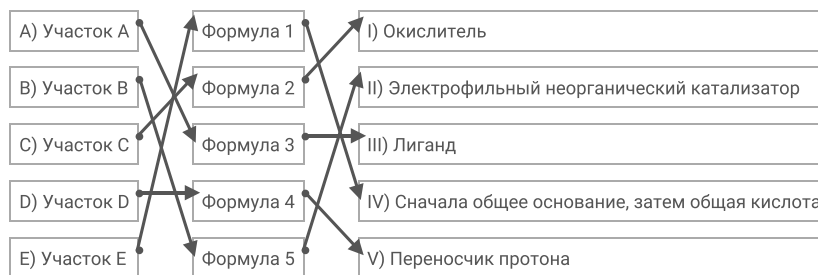 A) Участок A Формула 1 I) Окислитель
B) Участок B Формула 2 II) Электрофильный неорганический катализатор
C) Участок C Формула 3 III) Лиганд
D) Участок D Формула 4 IV) Сначала общее основание, затем общая кислота
E) Участок E Формула 5 V) Переносчик протона